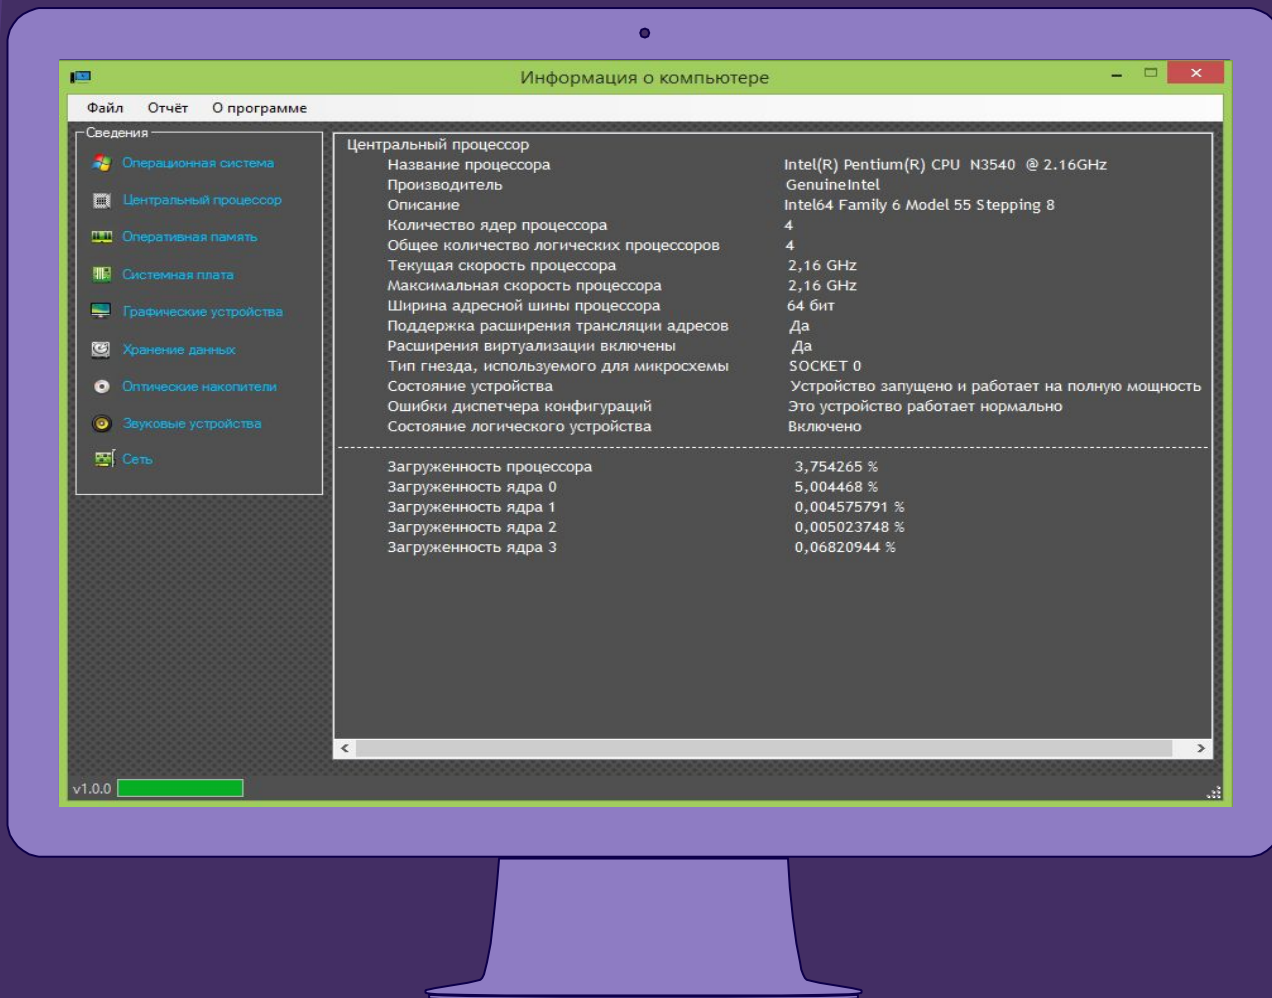 Информация о компьютере
Файл Отчёт О программе
Сведения
Операционная система
Центральный процессор
Оперативная память
Системная плата
Графические устройства
Хранение данных
Оптические накопители
Звуковые устройства
Сеть
Центральный процессор
Название процессора Intel(R) Pentium(R) CPU N3540 @ 2.16GHz
Производитель GenuineIntel
Описание Intel64 Family 6 Model 55 Stepping 8
Количество ядер процессора 4
Общее количество логических процессоров 4
Текущая скорость процессора 2,16 GHz
Максимальная скорость процессора 2,16 GHz
Ширина адресной шины процессора 64 бит
Поддержка расширения трансляции адресов Да
Расширения виртуализации включены Да
Тип гнезда, используемого для микросхемы SOCKET 0
Состояние устройства Устройство запущено и работает на полную мощность
Ошибки диспетчера конфигураций Это устройство работает нормально
Состояние логического устройства Включено
Загруженность процессора 3,754265 %
Загруженность ядра 0 5,004468 %
Загруженность ядра 1 0,004575791 %
Загруженность ядра 2 0,005023748 %
Загруженность ядра 3 0,06820944 %
v1.0.0